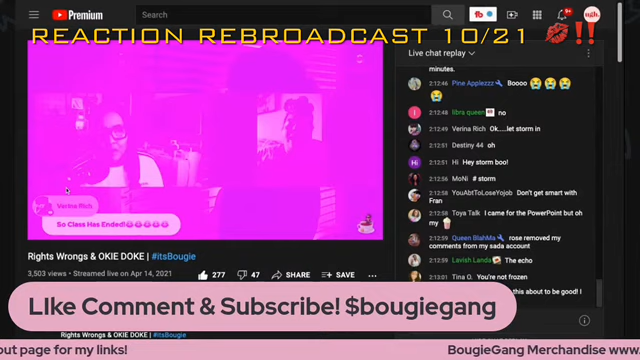 Premium
Search
9+
ugh.
REACTION REBROADCAST 10/21 💋‼️
Live chat replay
minutes.
2:12:46 Pine Applezzz Boooo 😭😭😭
😭
2:12:48 libra queen no
2:12:49 Verina Rich Ok.....let storm in
2:12:51 Destiny 44 oh
2:12:51 Hi Hey storm boo!
2:12:56 MoNi # storm
2:12:58 YouAbtToLoseYojob Don't get smart with
Fran
2:12:58 Toya Talk I came for the PowerPoint but oh
my
2:12:59 Queen BlahMa rose removed my
comments from my sada account
2:12:59 Lavish Landa The echo
2:13:01 Tina O. You're not frozen
this about to be good! I
Verina Rich
So Class Has Ended!😂😂😂😂😂
Rights Wrongs & OKIE DOKE | #itsBougie
3,503 views • Streamed live on Apr 14, 2021
277
47
SHARE
SAVE
LIke Comment & Subscribe! $bougiegang
Rights Wrongs & OKIE DOKE | #itsBougie
out page for my links!
BougieGang Merchandise www.